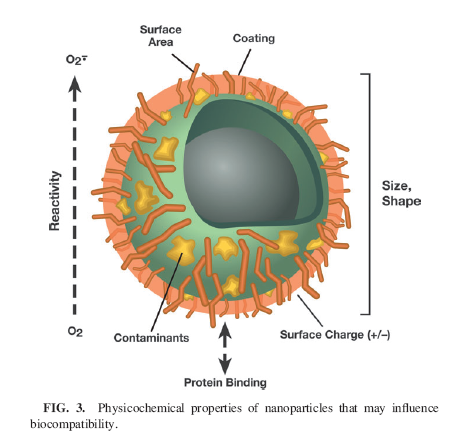 Surface
Area
Coating
O2•̅
Reactivity
Size,
Shape
O2
Contaminants
Surface Charge (+/–)
Protein Binding
FIG. 3. Physicochemical properties of nanoparticles that may influence
biocompatibility.